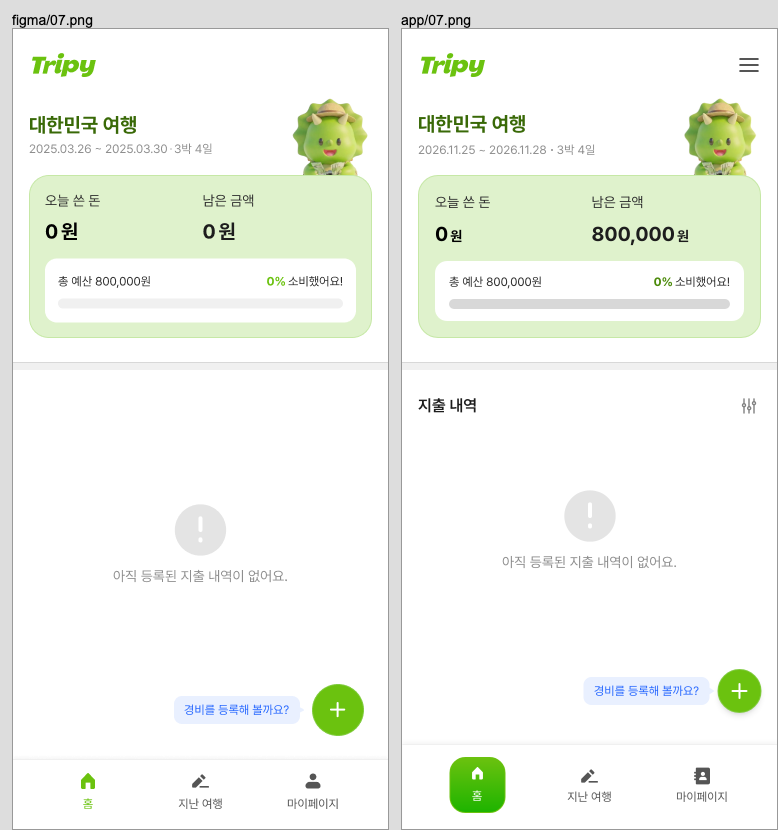 figma/07.png
Tripy
대한민국 여행
2025.03.26 ~ 2025.03.30 · 3박 4일
오늘 쓴 돈 남은 금액
0원 0원
총 예산 800,000원 0% 소비했어요!
아직 등록된 지출 내역이 없어요.
경비를 등록해 볼까요?
홈 지난 여행 마이페이지
app/07.png
Tripy
대한민국 여행
2026.11.25 ~ 2026.11.28 • 3박 4일
오늘 쓴 돈 남은 금액
0원 800,000원
총 예산 800,000원 0% 소비했어요!
지출 내역
아직 등록된 지출 내역이 없어요.
경비를 등록해 볼까요?
홈 지난 여행 마이페이지